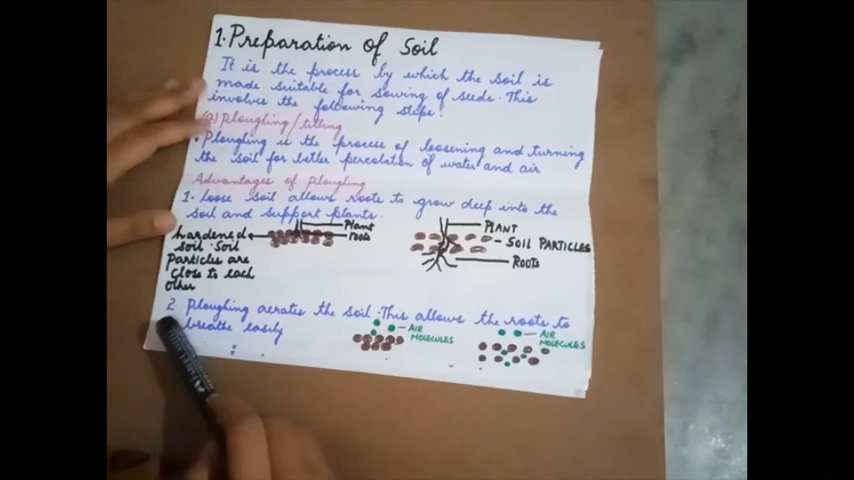 1. Preparation of Soil
It is the process by which the soil is
made suitable for sowing of seeds. This
involves the following steps:
(a) Ploughing/tilling
• Ploughing is the process of loosening and turning
the soil for better percolation of water and air
Advantages of Ploughing
1. Loose soil allows roots to grow deep into the
soil and support plants.
hardened
soil. Soil
particles are
close to each
other
Plant
roots
PLANT
SOIL PARTICLES
ROOTS
2. Ploughing aerates the soil. This allows the roots to
breathe easily
AIR
MOLECULES
AIR
MOLECULES